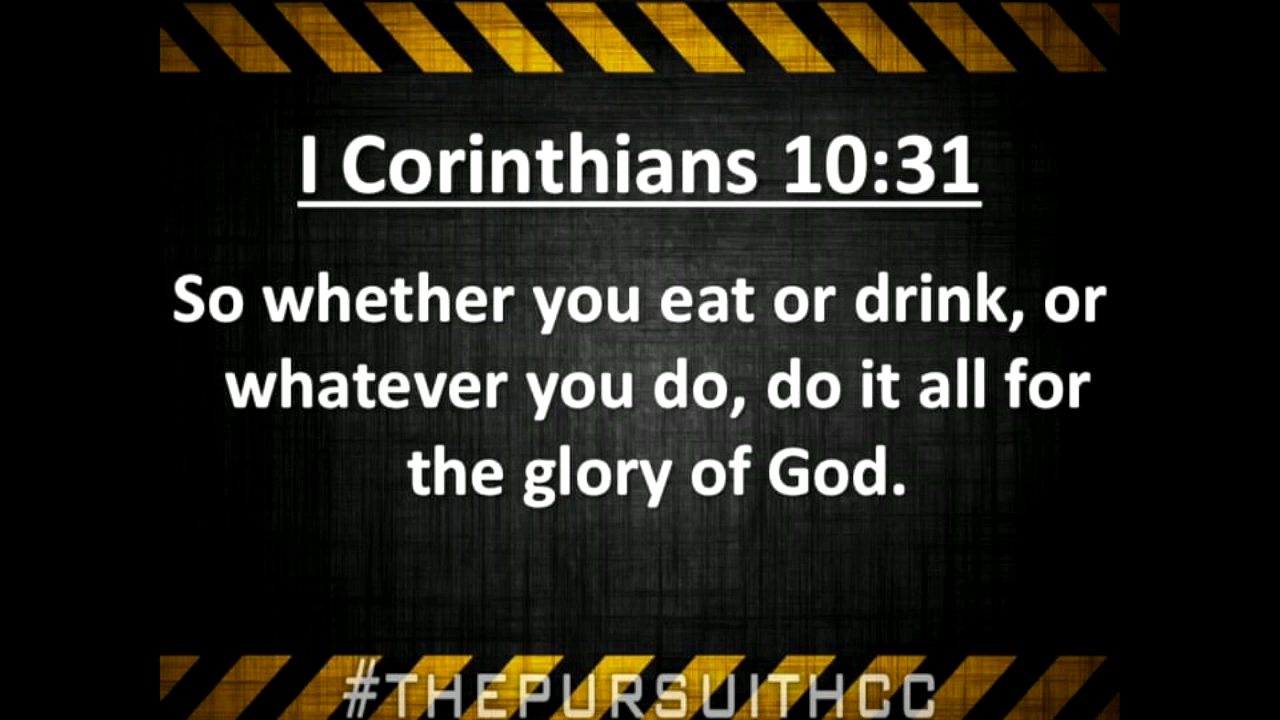 I Corinthians 10:31
So whether you eat or drink, or
whatever you do, do it all for
the glory of God.
#THEPURSUITHCC